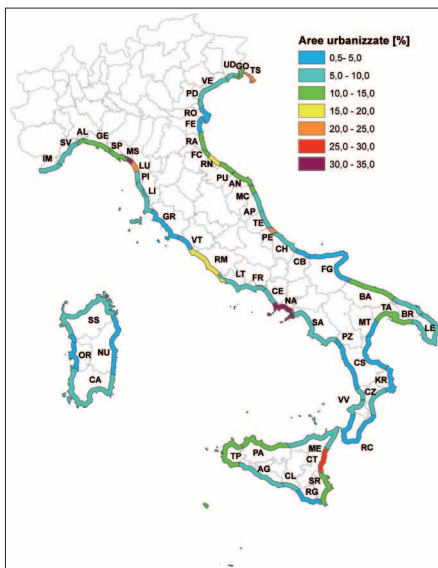 Aree urbanizzate [%]
0,5- 5,0
5,0 - 10,0
10,0 - 15,0
15,0 - 20,0
20,0 - 25,0
25,0 - 30,0
30,0 - 35,0
UD
GO
TS
VE
PD
RO
FE
RA
FC
RN
PU
AN
MC
AP
TE
PE
CH
CB
FG
BA
TA
BR
LE
MT
IM
SV
AL
GE
SP
MS
LU
PI
LI
GR
VT
RM
LT
FR
CE
NA
SA
PZ
CS
KR
CZ
VV
RC
SS
OR
NU
CA
ME
PA
TP
CT
AG
CL
SR
RG